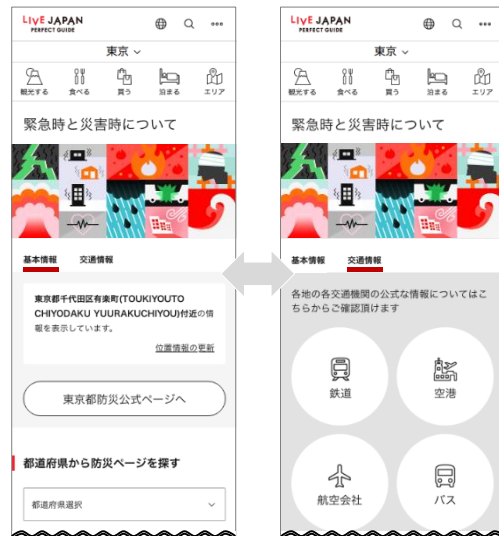 LIVE JAPAN
PERFECT GUIDE
東京
観光する 食べる 買う 泊まる エリア
緊急時と災害時について
基本情報 交通情報
東京都千代田区有楽町(TOUKIYOUTO
CHIYODAKU YUURAKUCHIYOU)付近の情
報を表示しています。
位置情報の更新
東京都防災公式ページへ
都道府県から防災ページを探す
都道府県選択
LIVE JAPAN
PERFECT GUIDE
東京
観光する 食べる 買う 泊まる エリア
緊急時と災害時について
基本情報 交通情報
各地の各交通機関の公式な情報についてはこ
ちらからご確認頂けます
鉄道 空港
航空会社 バス